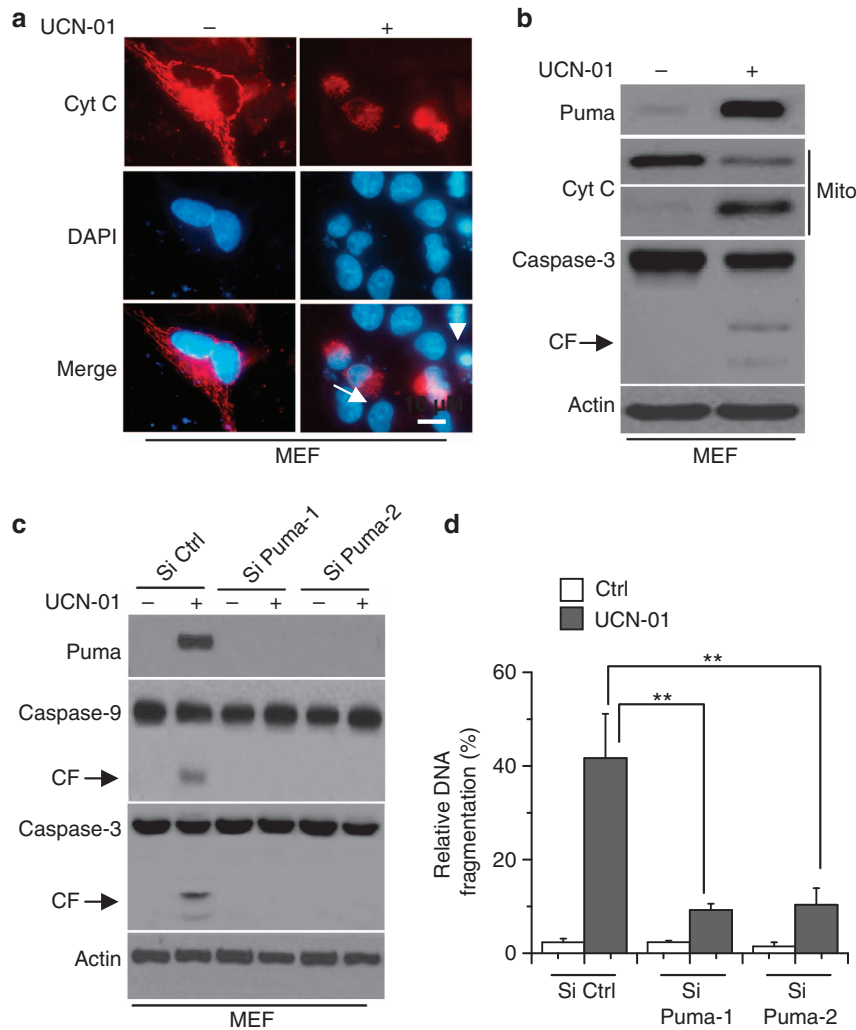 a
UCN-01 − +
Cyt C
DAPI
Merge
10 µM
MEF
b
UCN-01 − +
Puma
Cyt C
Mito
Caspase-3
CF
Actin
MEF
c
Si Ctrl Si Puma-1 Si Puma-2
UCN-01 − + − + − +
Puma
Caspase-9
CF
Caspase-3
CF
Actin
MEF
d
Ctrl
UCN-01
Relative DNA
fragmentation (%)
60
40
20
0
**
**
Si Ctrl Si Si
Puma-1 Puma-2